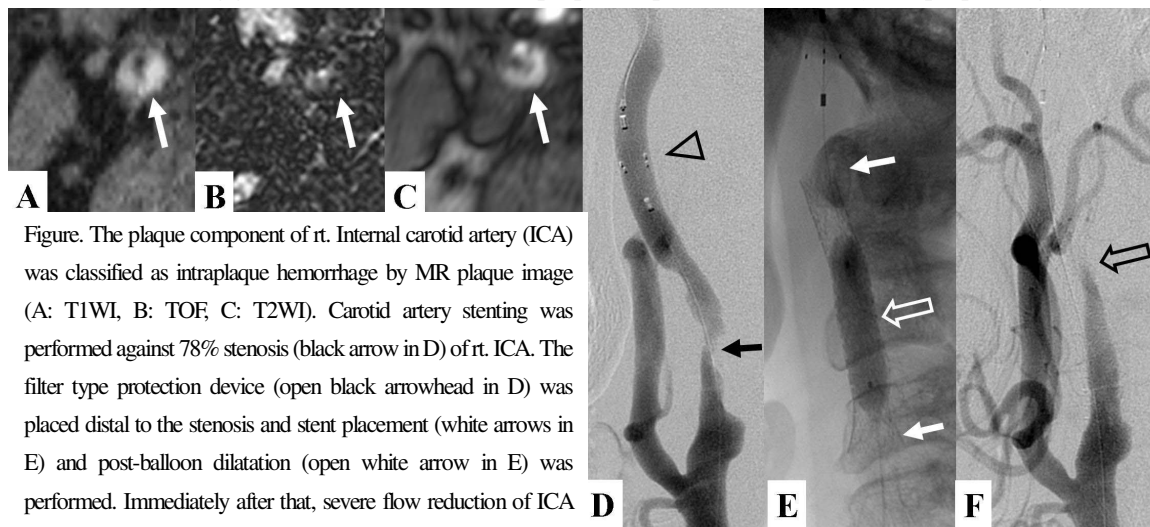 A
B
C
D
E
F
Figure. The plaque component of rt. Internal carotid artery (ICA)
was classified as intraplaque hemorrhage by MR plaque image
(A: T1WI, B: TOF, C: T2WI). Carotid artery stenting was
performed against 78% stenosis (black arrow in D) of rt. ICA. The
filter type protection device (open black arrowhead in D) was
placed distal to the stenosis and stent placement (white arrows in
E) and post-balloon dilatation (open white arrow in E) was
performed. Immediately after that, severe flow reduction of ICA